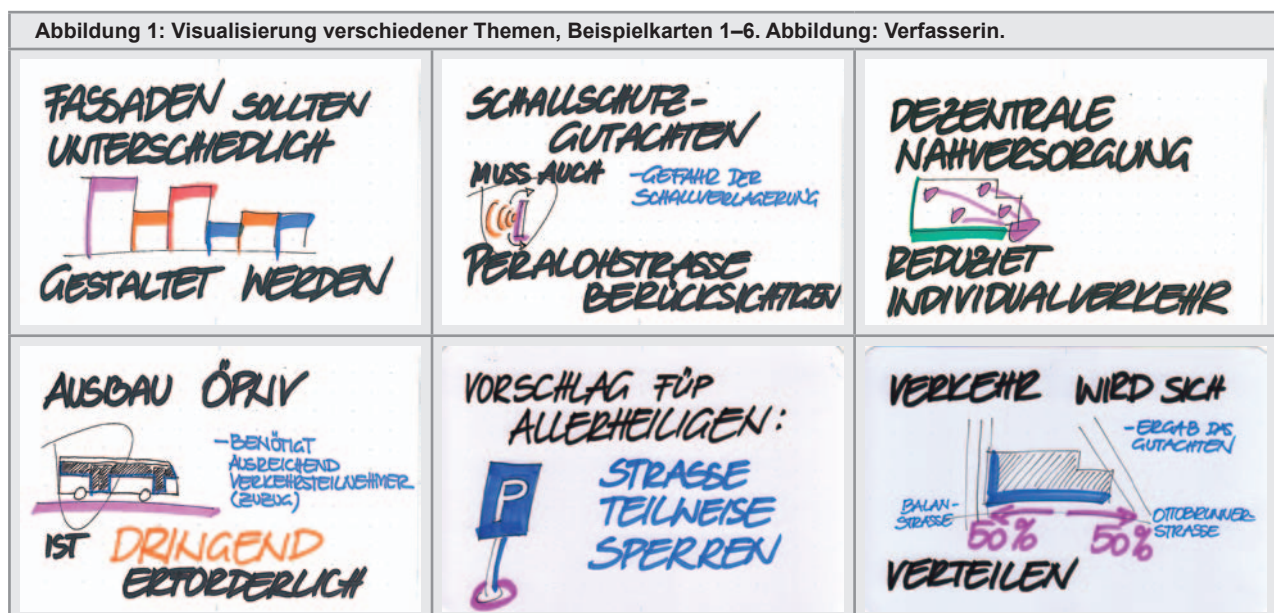 Abbildung 1: Visualisierung verschiedener Themen, Beispielkarten 1–6. Abbildung: Verfasserin.
FASSADEN SOLLTEN
UNTERSCHIEDLICH
GESTALTET WERDEN
SCHALLSCHUTZ-
GUTACHTEN
MUSS AUCH
-GEFAHR DER
SCHALLVERLAGERUNG
PERALOHSTRASSE
BERÜCKSICHTIGEN
DEZENTRALE
NAHVERSORGUNG
REDUZIET
INDIVIDUALVERKEHR
AUSBAU ÖPNV
-BENÖTIGT
AUSREICHEND
VERKEHRSTEILNEHMER
(ZUZUG)
IST DRINGEND
ERFORDERLICH
VORSCHLAG FÜR
ALLERHEILIGEN:
P
STRASSE
TEILWEISE
SPERREN
VERKEHR WIRD SICH
-ERGAB DAS
GUTACHTEN
BALAN-
STRASSE
50% 50%
OTTOBRUNNER-
STRASSE
VERTEILEN